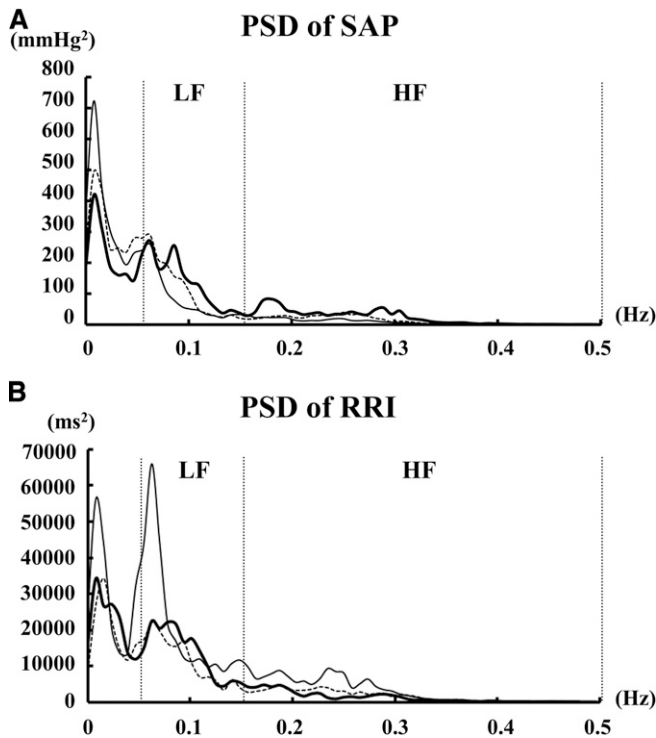 A
PSD of SAP
(mmHg²)
800
LF
HF
700
600
500
400
300
200
100
0
(Hz)
0
0.1
0.2
0.3
0.4
0.5
B
PSD of RRI
(ms²)
70000
LF
HF
60000
50000
40000
30000
20000
10000
0
(Hz)
0
0.1
0.2
0.3
0.4
0.5